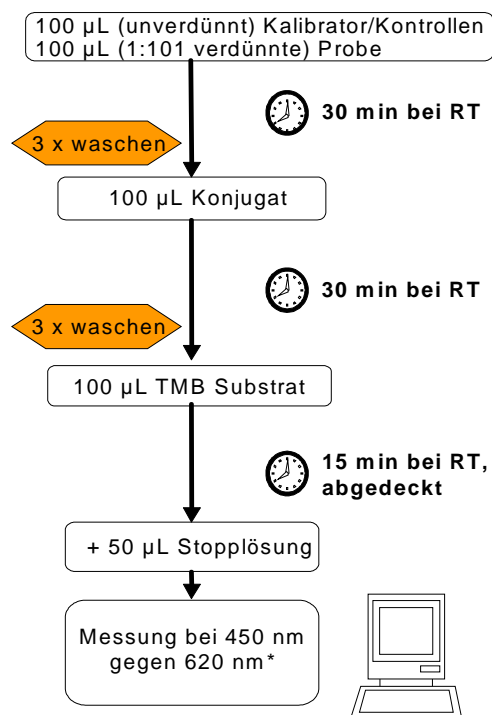 100 µL (unverdünnt) Kalibrator/Kontrollen
100 µL (1:101 verdünnte) Probe
30 min bei RT
3 x waschen
100 µL Konjugat
30 min bei RT
3 x waschen
100 µL TMB Substrat
15 min bei RT,
abgedeckt
+ 50 µL Stopplösung
Messung bei 450 nm
gegen 620 nm*